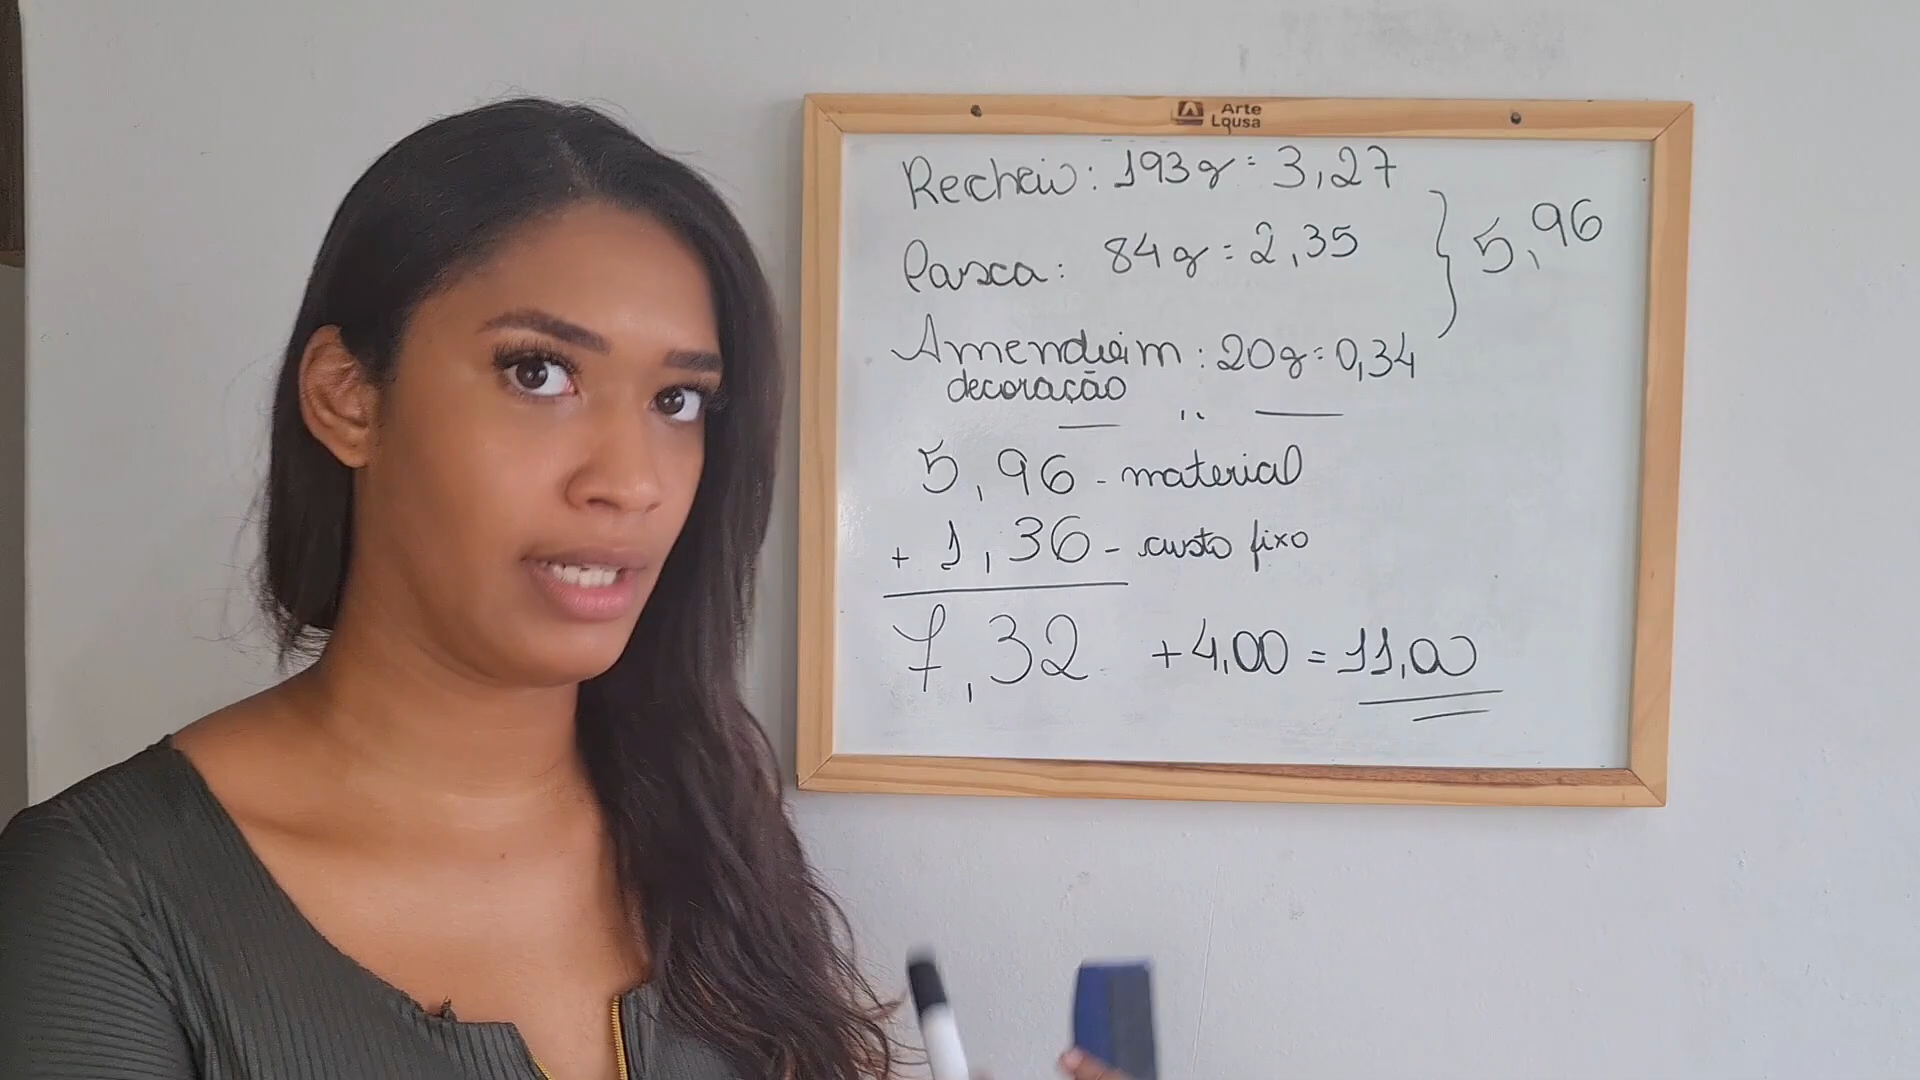 Arte
Lousa
Recheio: 193g = 3,27
Casca: 84g = 2,35
} 5,96
Amendoim: 20g = 0,34
decoração
5,96 - material
+ 1,36 - custo fixo
7,32 + 4,00 = 11,00